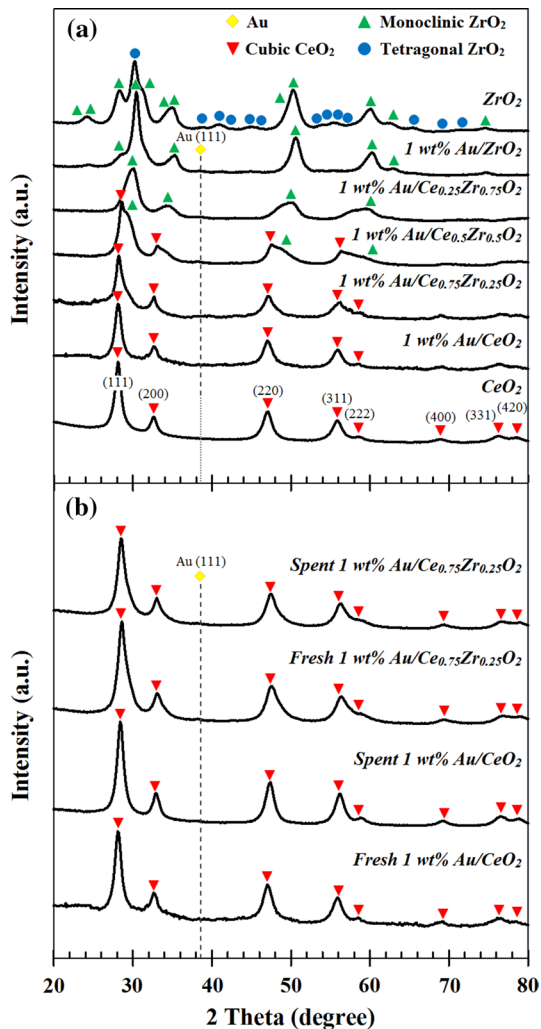 (a)
Au
Monoclinic ZrO₂
Cubic CeO₂
Tetragonal ZrO₂
ZrO₂
Au (111)
1 wt% Au/ZrO₂
1 wt% Au/Ce₀.₂₅Zr₀.₇₅O₂
1 wt% Au/Ce₀.₅Zr₀.₅O₂
1 wt% Au/Ce₀.₇₅Zr₀.₂₅O₂
1 wt% Au/CeO₂
CeO₂
(111)
(200)
(220)
(311)
(222)
(400)
(331)
(420)
Intensity (a.u.)
(b)
Au (111)
Spent 1 wt% Au/Ce₀.₇₅Zr₀.₂₅O₂
Fresh 1 wt% Au/Ce₀.₇₅Zr₀.₂₅O₂
Spent 1 wt% Au/CeO₂
Fresh 1 wt% Au/CeO₂
Intensity (a.u.)
20 30 40 50 60 70 80
2 Theta (degree)